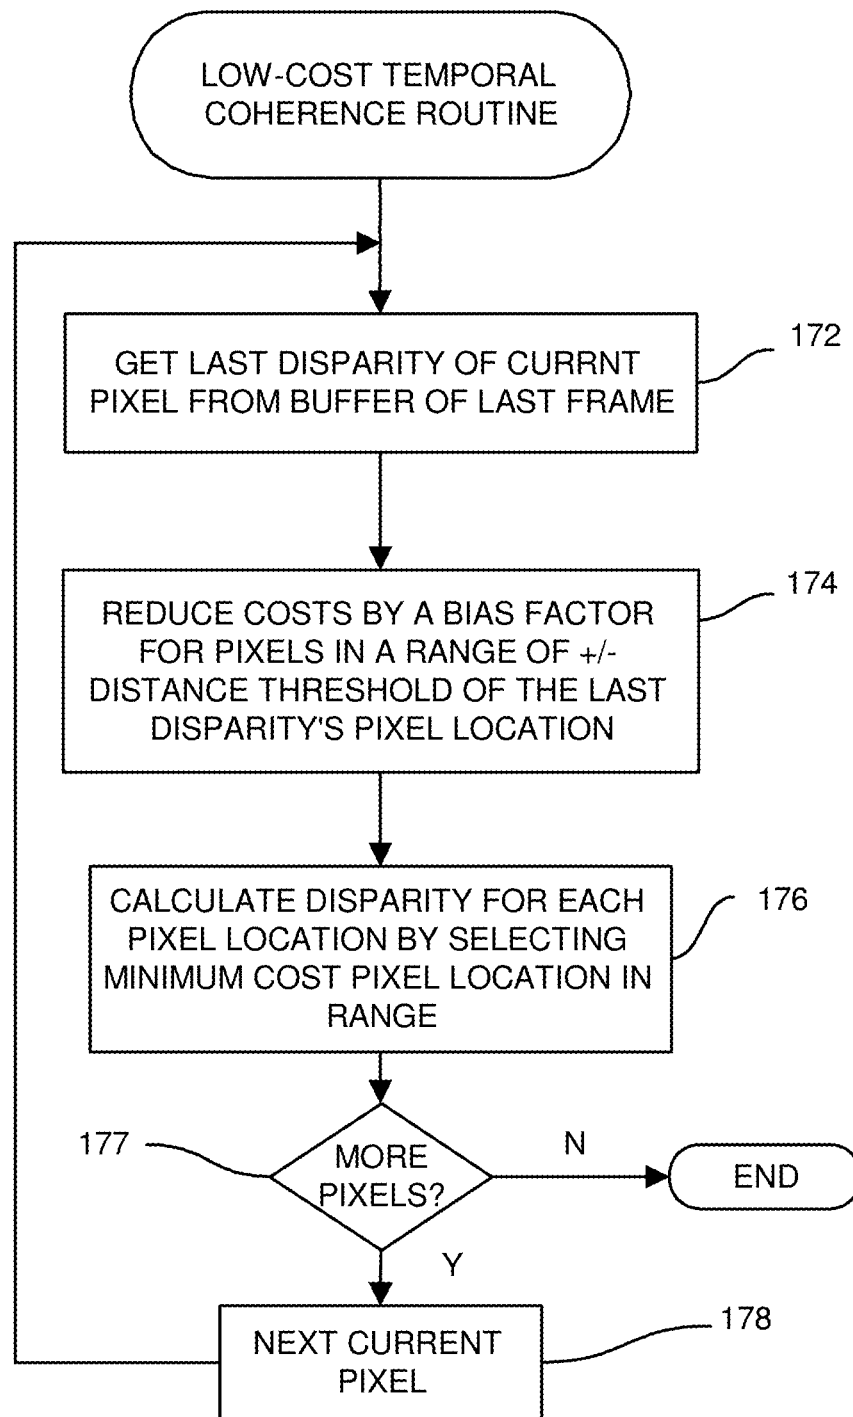 LOW-COST TEMPORAL
COHERENCE ROUTINE
GET LAST DISPARITY OF CURRNT
PIXEL FROM BUFFER OF LAST FRAME
172
REDUCE COSTS BY A BIAS FACTOR
FOR PIXELS IN A RANGE OF +/-
DISTANCE THRESHOLD OF THE LAST
DISPARITY'S PIXEL LOCATION
174
CALCULATE DISPARITY FOR EACH
PIXEL LOCATION BY SELECTING
MINIMUM COST PIXEL LOCATION IN
RANGE
176
177
MORE
PIXELS?
N
END
Y
NEXT CURRENT
PIXEL
178